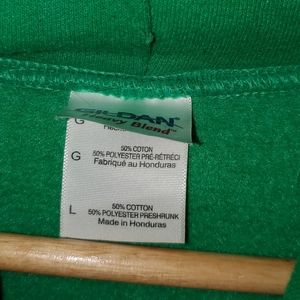 GILDAN
Heavy Blend™
G
G
50% COTON
50% POLYESTER PRÉ-RÉTRÉCI
Fabriqué au Honduras
L
50% COTTON
50% POLYESTER PRESHRUNK
Made in Honduras